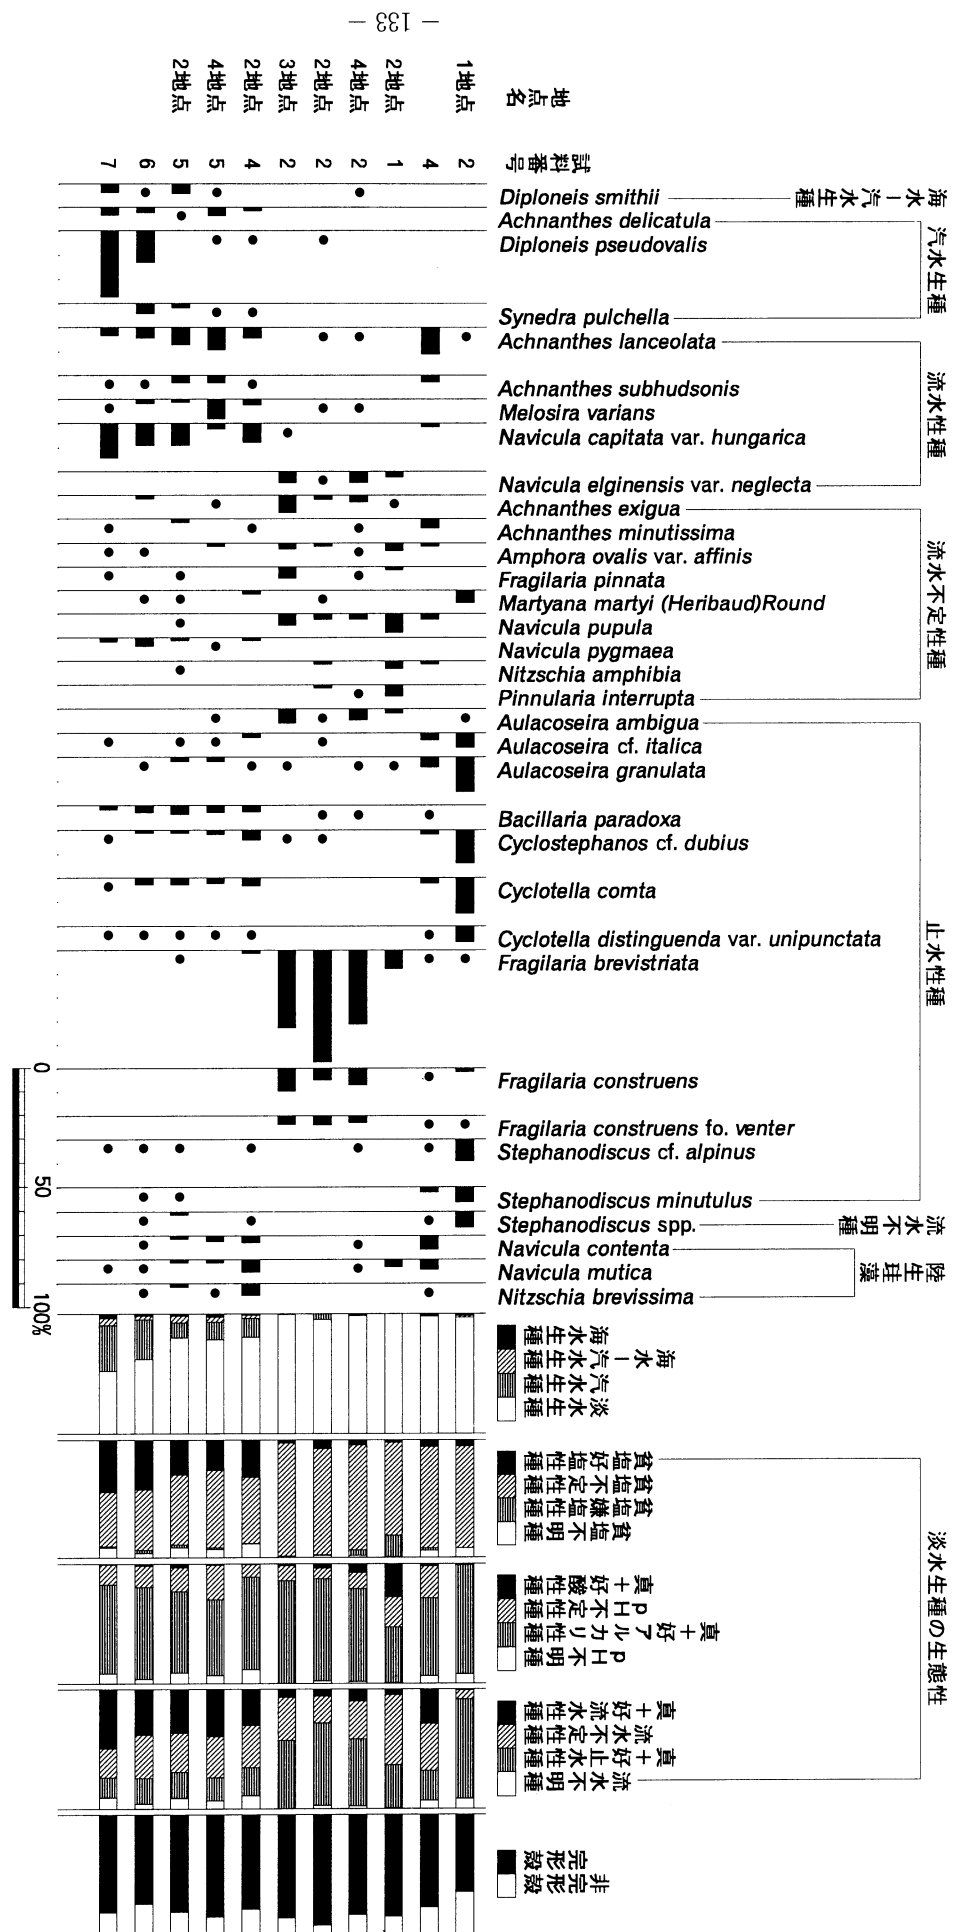 — 133 —
地点名
1地点
2地点
4地点
2地点
3地点
2地点
4地点
2地点
試料番号
2
4
1
2
2
2
4
5
5
6
7
海水ー汽水生種
Diploneis smithii
汽水生種
Achnanthes delicatula
Diploneis pseudovalis
Synedra pulchella
流水性種
Achnanthes lanceolata
Achnanthes subhudsonis
Melosira varians
Navicula capitata var. hungarica
Navicula elginensis var. neglecta
流水不定性種
Achnanthes exigua
Achnanthes minutissima
Amphora ovalis var. affinis
Fragilaria pinnata
Martyana martyi (Heribaud)Round
Navicula pupula
Navicula pygmaea
Nitzschia amphibia
Pinnularia interrupta
止水性種
Aulacoseira ambigua
Aulacoseira cf. italica
Aulacoseira granulata
Bacillaria paradoxa
Cyclostephanos cf. dubius
Cyclotella comta
Cyclotella distinguenda var. unipunctata
Fragilaria brevistriata
Fragilaria construens
Fragilaria construens fo. venter
Stephanodiscus cf. alpinus
Stephanodiscus minutulus
流水不明種
Stephanodiscus spp.
陸生珪藻
Navicula contenta
Navicula mutica
Nitzschia brevissima
0
50
100%
海水生種
海水ー汽水生種
汽水生種
淡水生種
淡水生種の生態性
貧塩好塩性種
貧塩不定性種
貧塩嫌塩性種
貧塩不明種
真＋好酸性種
pH不定性種
真＋好アルカリ性種
pH不明種
真＋好流水性種
流水不定性種
真＋好止水性種
流水不明種
完形殻
非完形殻